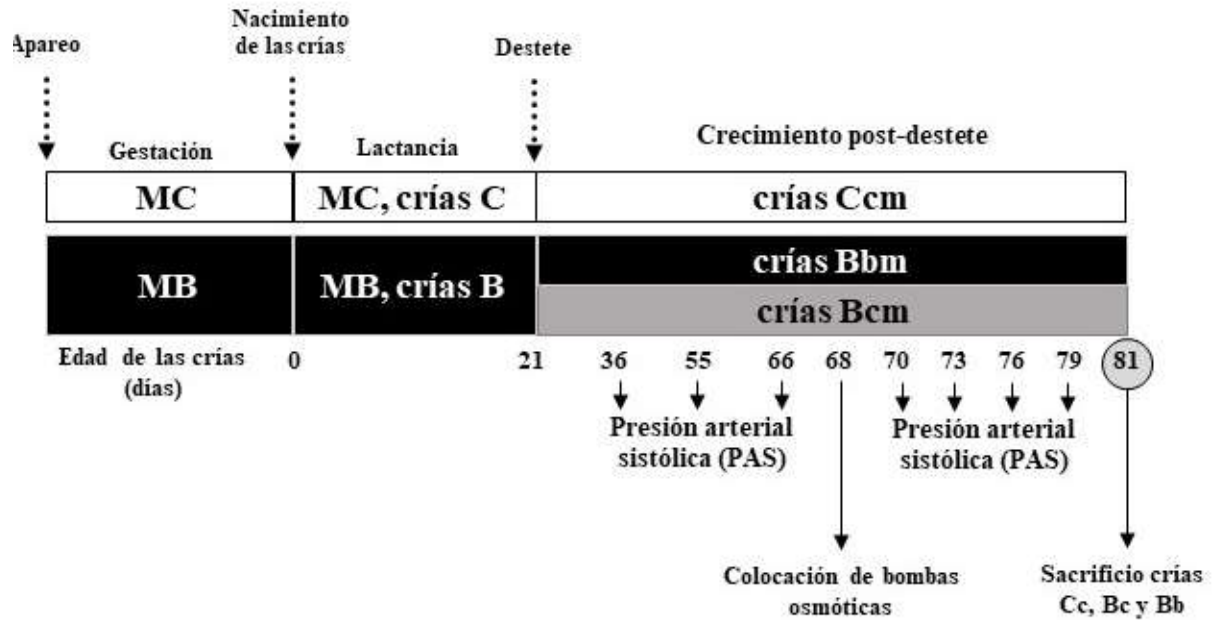 Apareo
Nacimiento
de las crías
Destete
Gestación
Lactancia
Crecimiento post-destete
MC
MC, crías C
crías Ccm
MB
MB, crías B
crías Bbm
crías Bcm
Edad de las crías
(días)
0
21
36
55
66
68
70
73
76
79
81
Presión arterial
sistólica (PAS)
Presión arterial
sistólica (PAS)
Colocación de bombas
osmóticas
Sacrificio crías
Cc, Bc y Bb